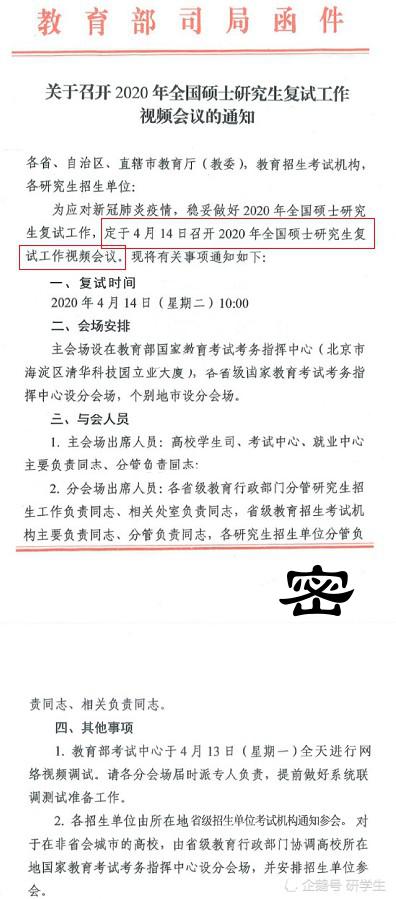 教育部司局函件
关于召开2020年全国硕士研究生复试工作
视频会议的通知
各省、自治区、直辖市教育厅（教委），教育招生考试机构，
各研究生招生单位：
为应对新冠肺炎疫情，稳妥做好2020年全国硕士研究
生复试工作，定于4月14日召开2020年全国硕士研究生复
试工作视频会议。现将有关事项通知如下：
一、复试时间
2020年4月14日（星期二）10:00
二、会场安排
主会场设在教育部国家教育考试考务指挥中心（北京市
海淀区清华科技园立业大厦），各省级国家教育考试考务指
挥中心设分会场，个别地市设分会场。
三、与会人员
1. 主会场出席人员：高校学生司、考试中心、就业中心
主要负责同志、分管负责同志；
2. 分会场出席人员：各省级教育行政部门分管研究生招
生工作负责同志、相关处室负责同志，省级教育招生考试机
构主要负责同志、分管负责同志，各研究生招生单位分管负
密
责同志、相关负责同志。
四、其他事项
1. 教育部考试中心于4月13日（星期一）全天进行网
络视频调试。请各分会场届时派专人负责，提前做好系统联
调测试准备工作。
2. 各招生单位由所在地省级招生单位考试机构通知参会。对
于在非省会城市的高校，由省级教育行政部门协调高校所在
地国家教育考试考务指挥中心设分会场，并安排招生单位参
会。
企鹅号 研学生